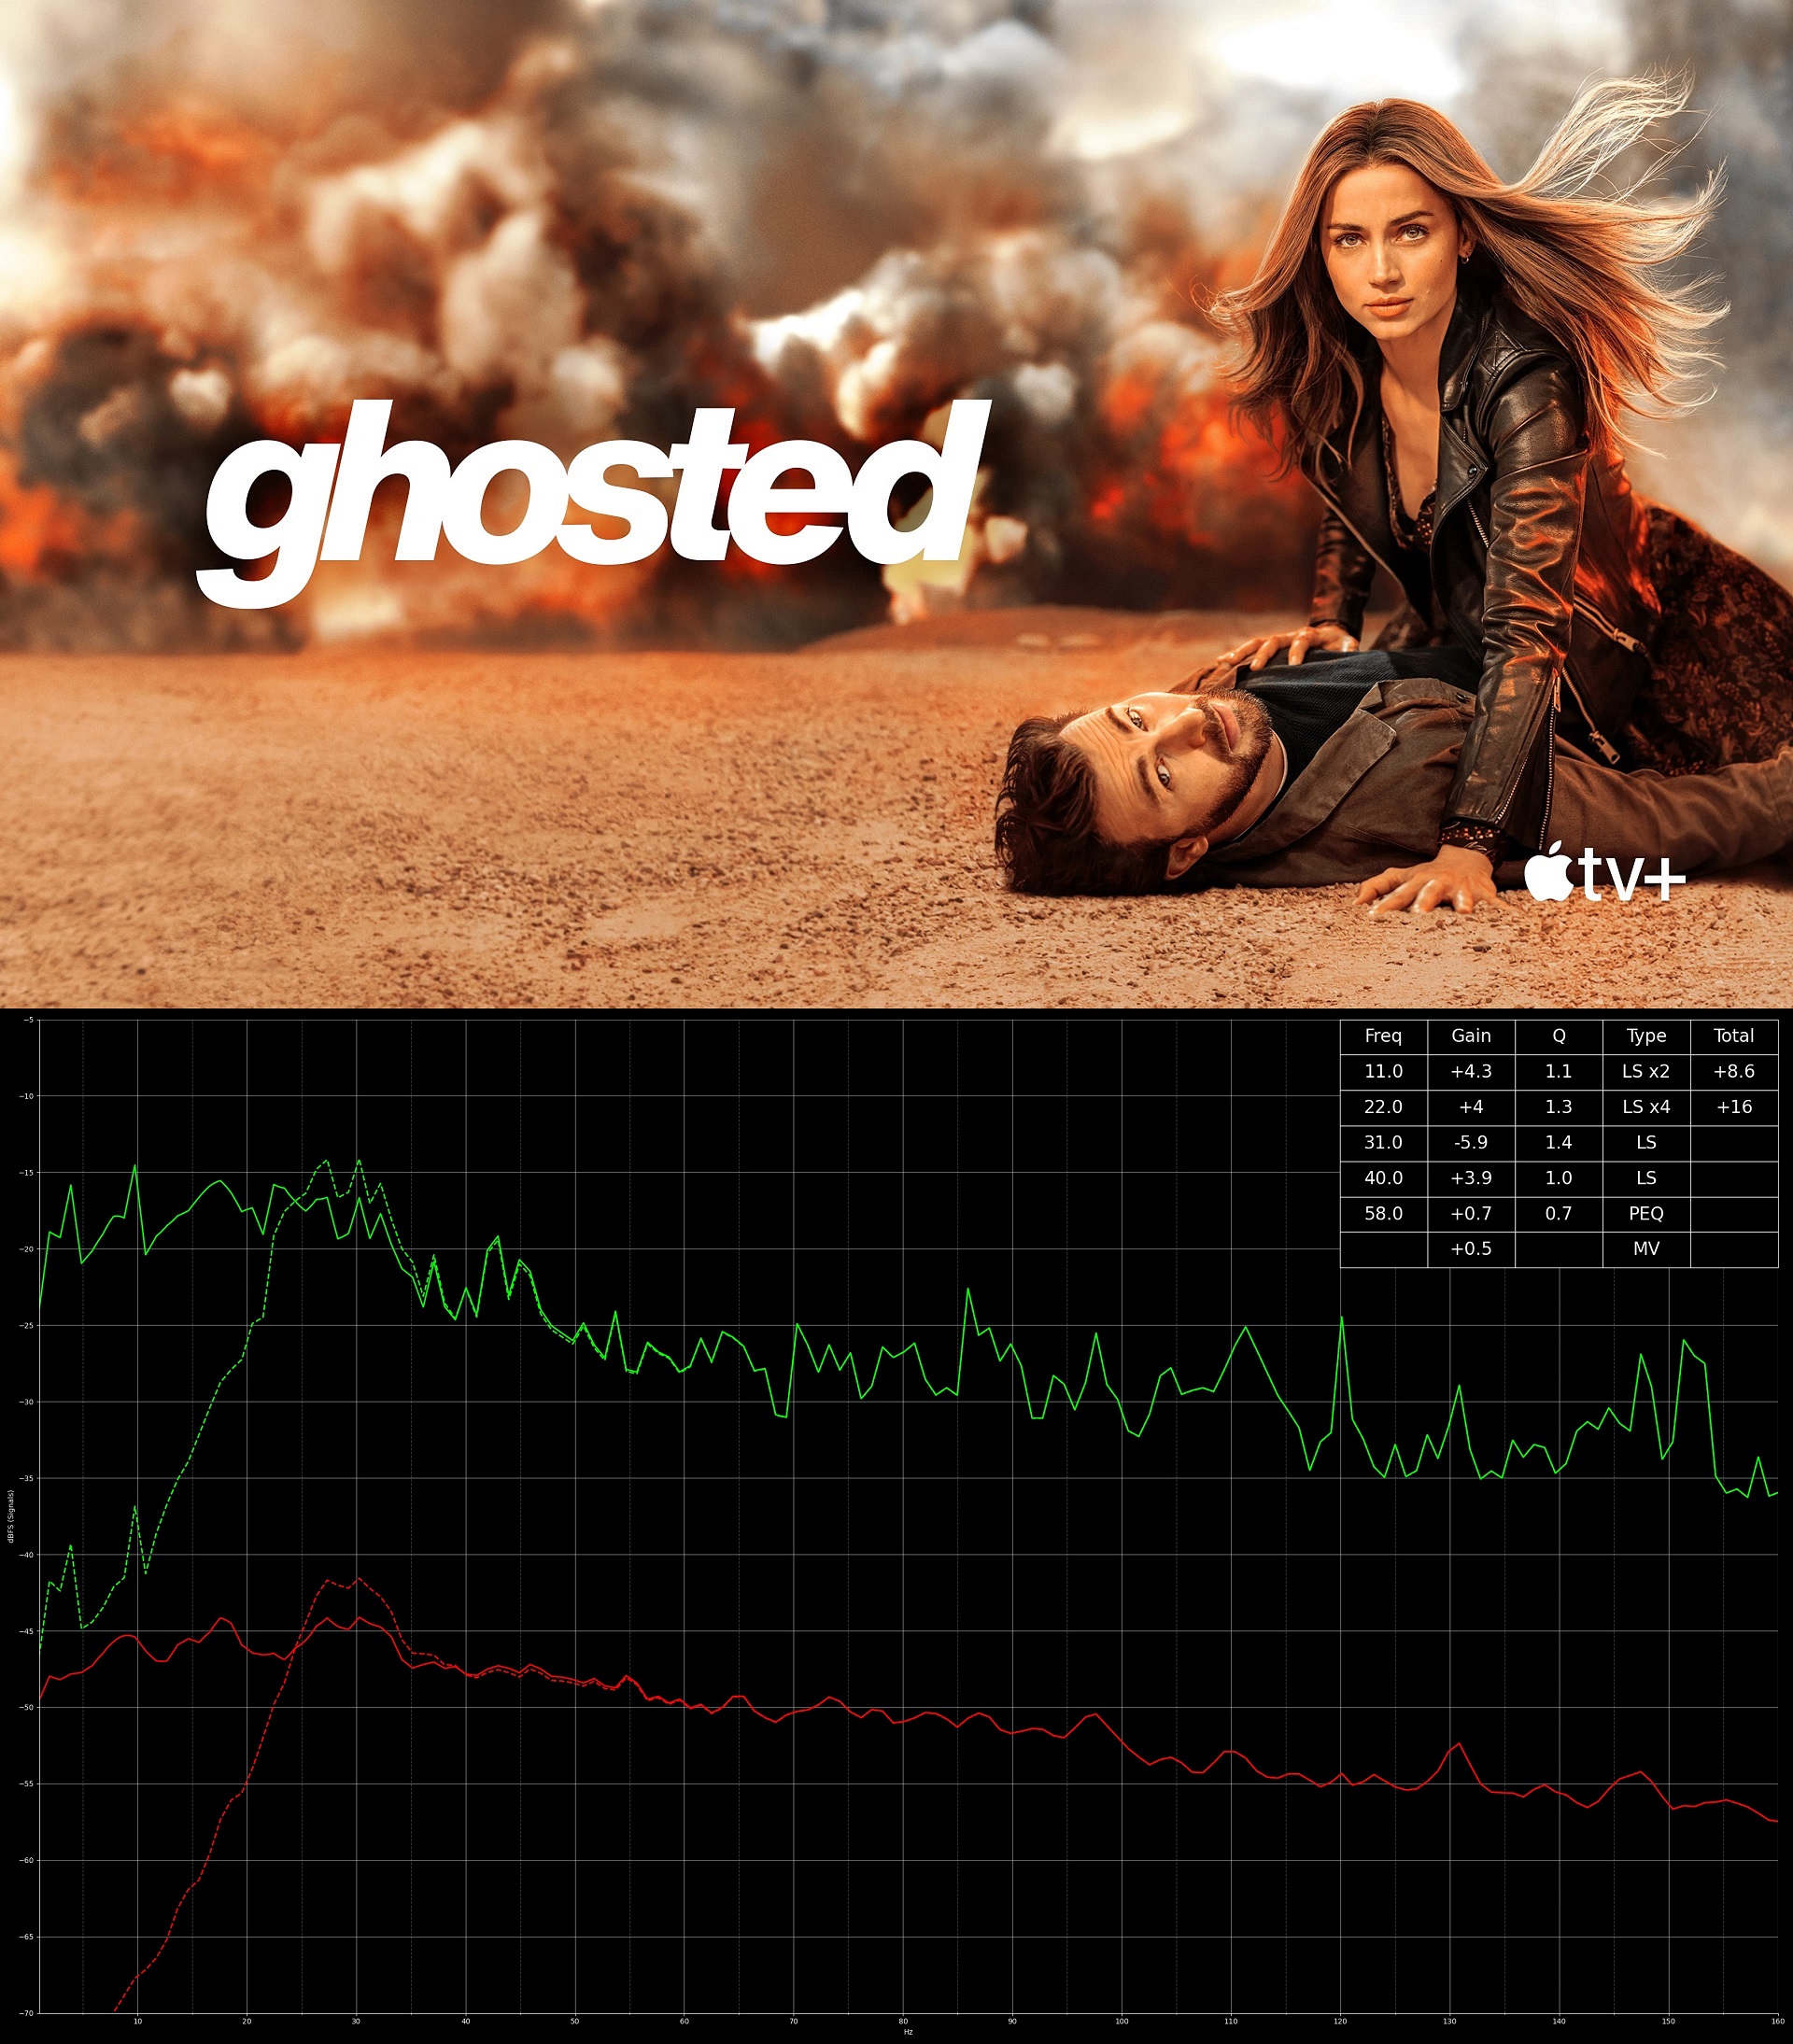 ghosted
tv+
Freq Gain Q Type Total
11.0 +4.3 1.1 LS x2 +8.6
22.0 +4 1.3 LS x4 +16
31.0 -5.9 1.4 LS
40.0 +3.9 1.0 LS
58.0 +0.7 0.7 PEQ
+0.5 MV
−5
−10
−15
−20
−25
−30
−35
−40
−45
−50
−55
−60
−65
−70
dBFS (Signals)
10 20 30 40 50 60 70 80 90 100 110 120 130 140 150 160
Hz